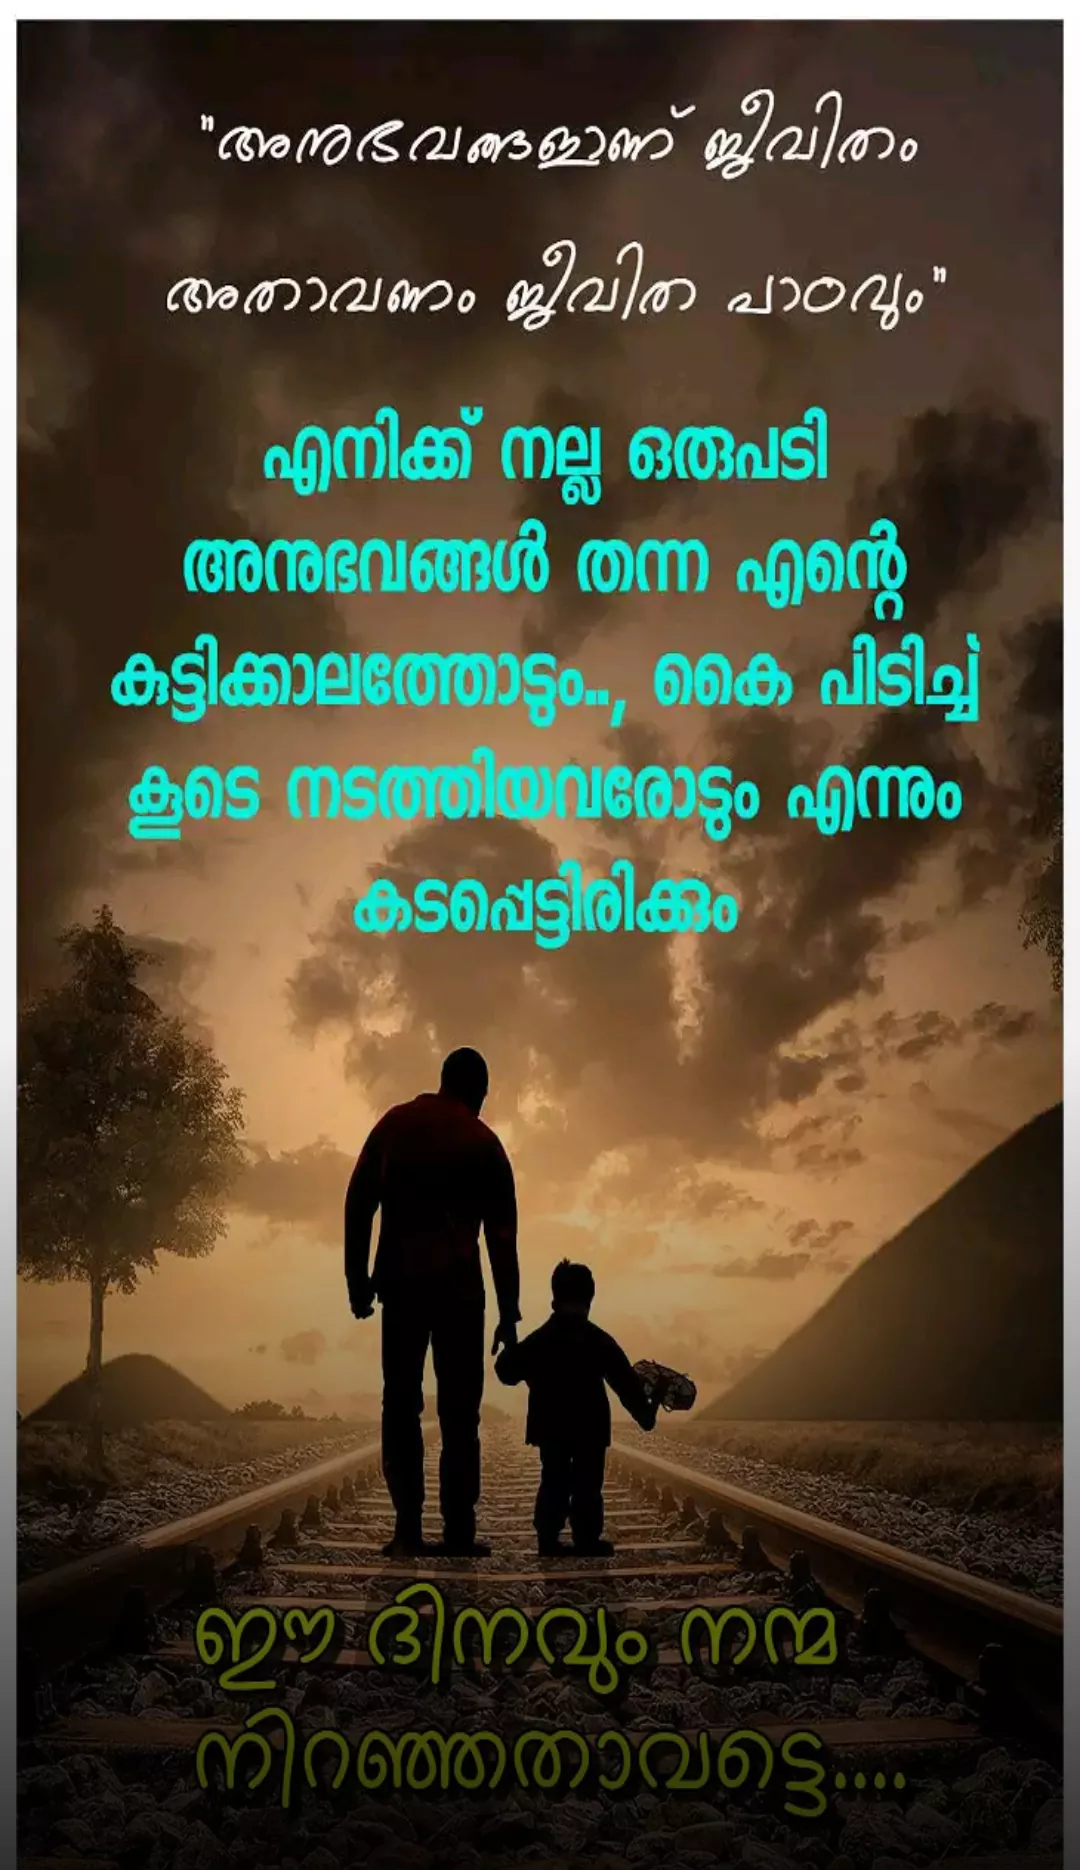 "അനുഭവങ്ങളാണ് ജീവിതം
അതാവണം ജീവിത പാഠവും"
എനിക്ക് നല്ല ഒരുപടി
അനുഭവങ്ങൾ തന്ന എന്റെ
കുട്ടിക്കാലത്തോടും.., കൈ പിടിച്ച്
കൂടെ നടത്തിയവരോടും എന്നും
കടപ്പെട്ടിരിക്കും
ഈ ദിനവും നന്മ
നിറഞ്ഞതാവട്ടെ....